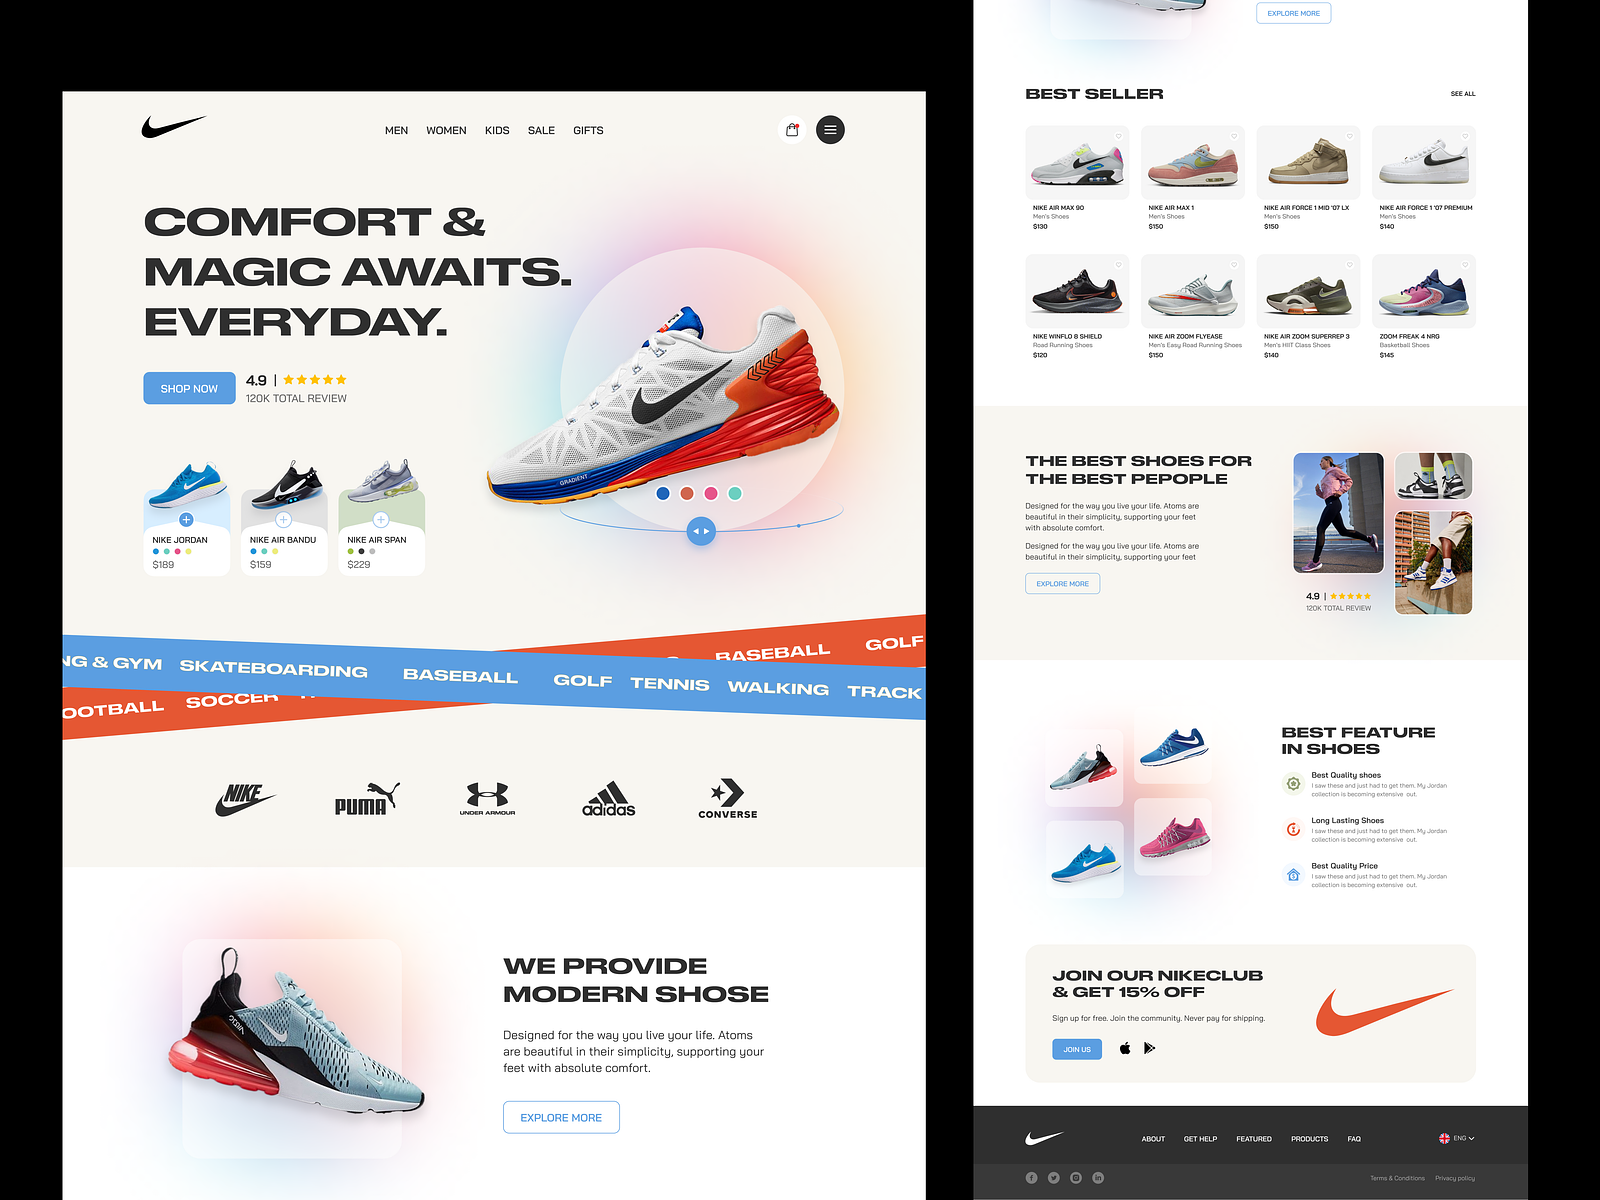 MEN WOMEN KIDS SALE GIFTS
COMFORT &
MAGIC AWAITS.
EVERYDAY.
SHOP NOW
4.9 |
120K TOTAL REVIEW
GRADIENT
NIKE JORDAN
$189
NIKE AIR BANDU
$159
NIKE AIR SPAN
$229
BASEBALL GOLF
NG & GYM SKATEBOARDING BASEBALL GOLF TENNIS WALKING TRACK
OOTBALL SOCCER
NIKE
PUMA
UNDER ARMOUR
adidas
CONVERSE
WE PROVIDE
MODERN SHOSE
Designed for the way you live your life. Atoms
are beautiful in their simplicity, supporting your
feet with absolute comfort.
EXPLORE MORE
EXPLORE MORE
BEST SELLER
SEE ALL
NIKE AIR MAX 90
Men's Shoes
$130
NIKE AIR MAX 1
Men's Shoes
$150
NIKE AIR FORCE 1 MID '07 LX
Men's Shoes
$150
NIKE AIR FORCE 1 '07 PREMIUM
Men's Shoes
$140
NIKE WINFLO 8 SHIELD
Road Running Shoes
$120
NIKE AIR ZOOM FLYEASE
Men's Easy Road Running Shoes
$150
NIKE AIR ZOOM SUPERREP 3
Men's HIIT Class Shoes
$140
ZOOM FREAK 4 NRG
Basketball Shoes
$145
THE BEST SHOES FOR
THE BEST PEPOPLE
Designed for the way you live your life. Atoms are
beautiful in their simplicity, supporting your feet
with absolute comfort.
Designed for the way you live your life. Atoms are
beautiful in their simplicity, supporting your feet
EXPLORE MORE
4.9 |
120K TOTAL REVIEW
BEST FEATURE
IN SHOES
Best Quality shoes
I saw these and just had to get them. My Jordan
collection is becoming extensive out.
Long Lasting Shoes
I saw these and just had to get them. My Jordan
collection is becoming extensive out.
Best Quality Price
I saw these and just had to get them. My Jordan
collection is becoming extensive out.
JOIN OUR NIKECLUB
& GET 15% OFF
Sign up for free. Join the community. Never pay for shipping.
JOIN US
ABOUT GET HELP FEATURED PRODUCTS FAQ
ENG
Terms & Conditions Privacy policy